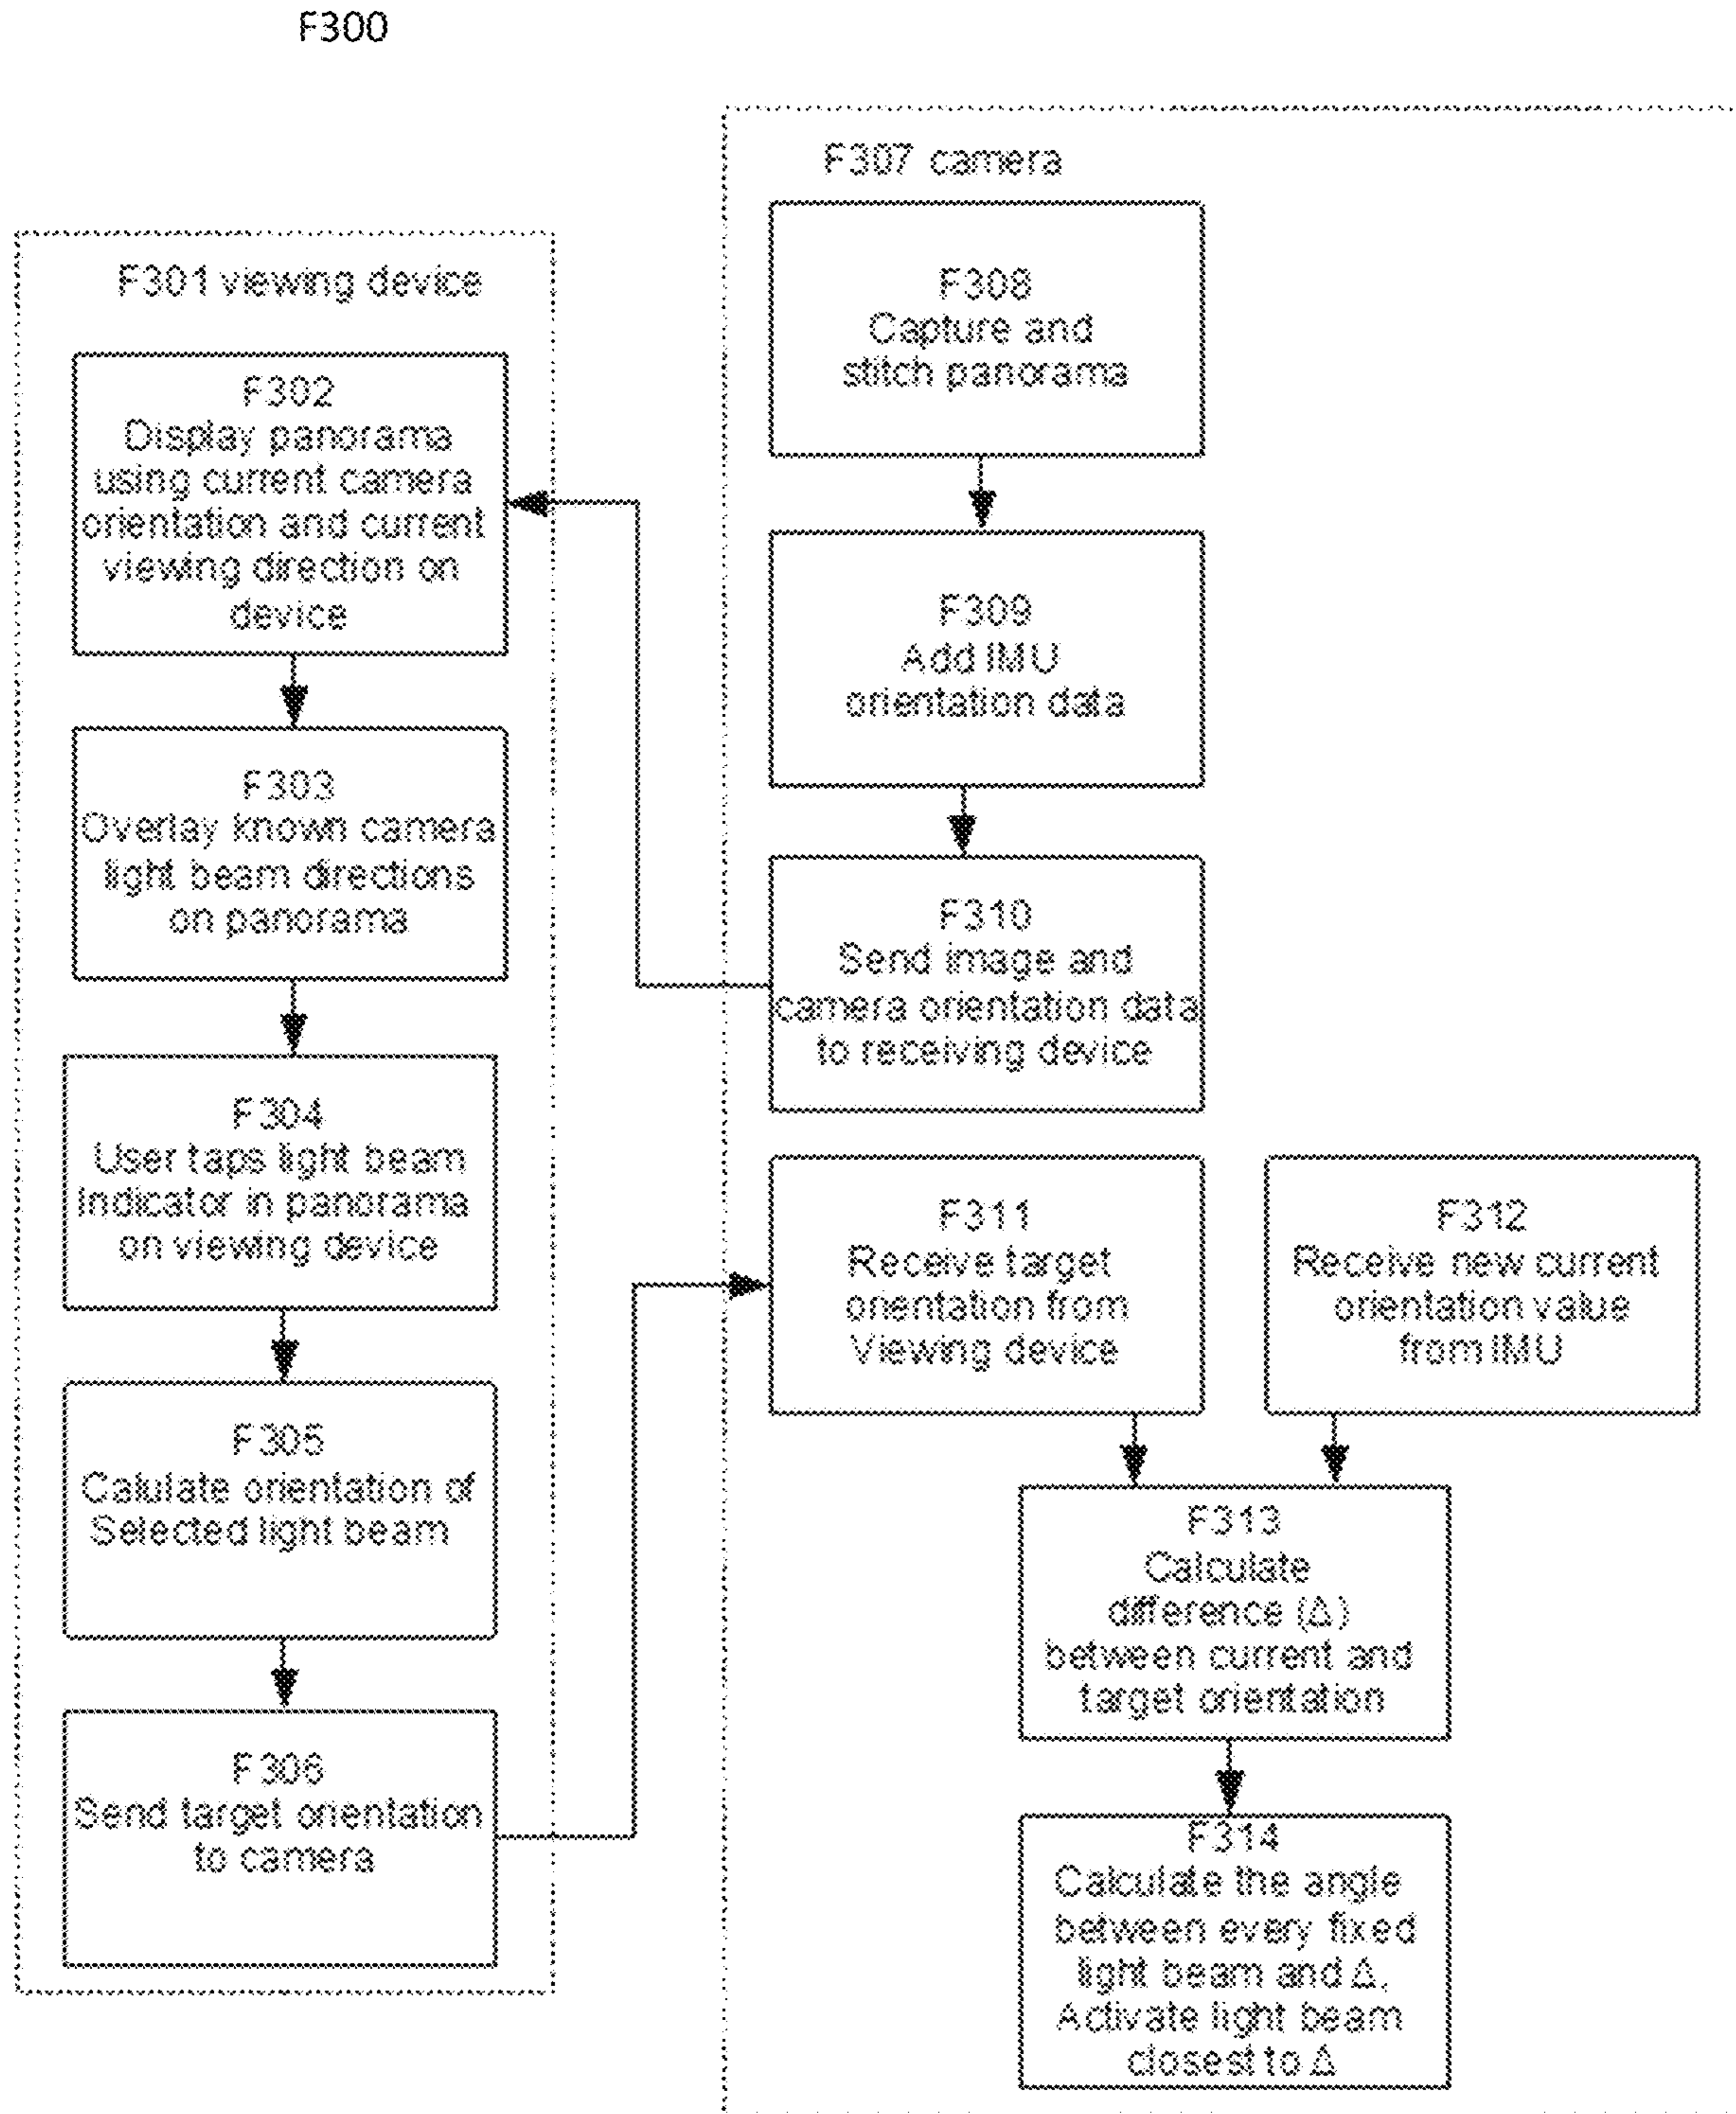 F300
F301 viewing device
F302
Display panorama
using current camera
orientation and current
viewing direction on
device
F303
Overlay known camera
light beam directions
on panorama
F304
User taps light beam
Indicator in panorama
on viewing device
F305
Calulate orientation of
Selected light beam
F306
Send target orientation
to camera
F307 camera
F308
Capture and
stitch panorama
F309
Add IMU
orientation data
F310
Send image and
camera orientation data
to receiving device
F311
Receive target
orientation from
Viewing device
F312
Receive new current
orientation value
from IMU
F313
Calculate
difference (Δ)
between current and
target orientation
F314
Calculate the angle
between every fixed
light beam and Δ,
Activate light beam
closest to Δ